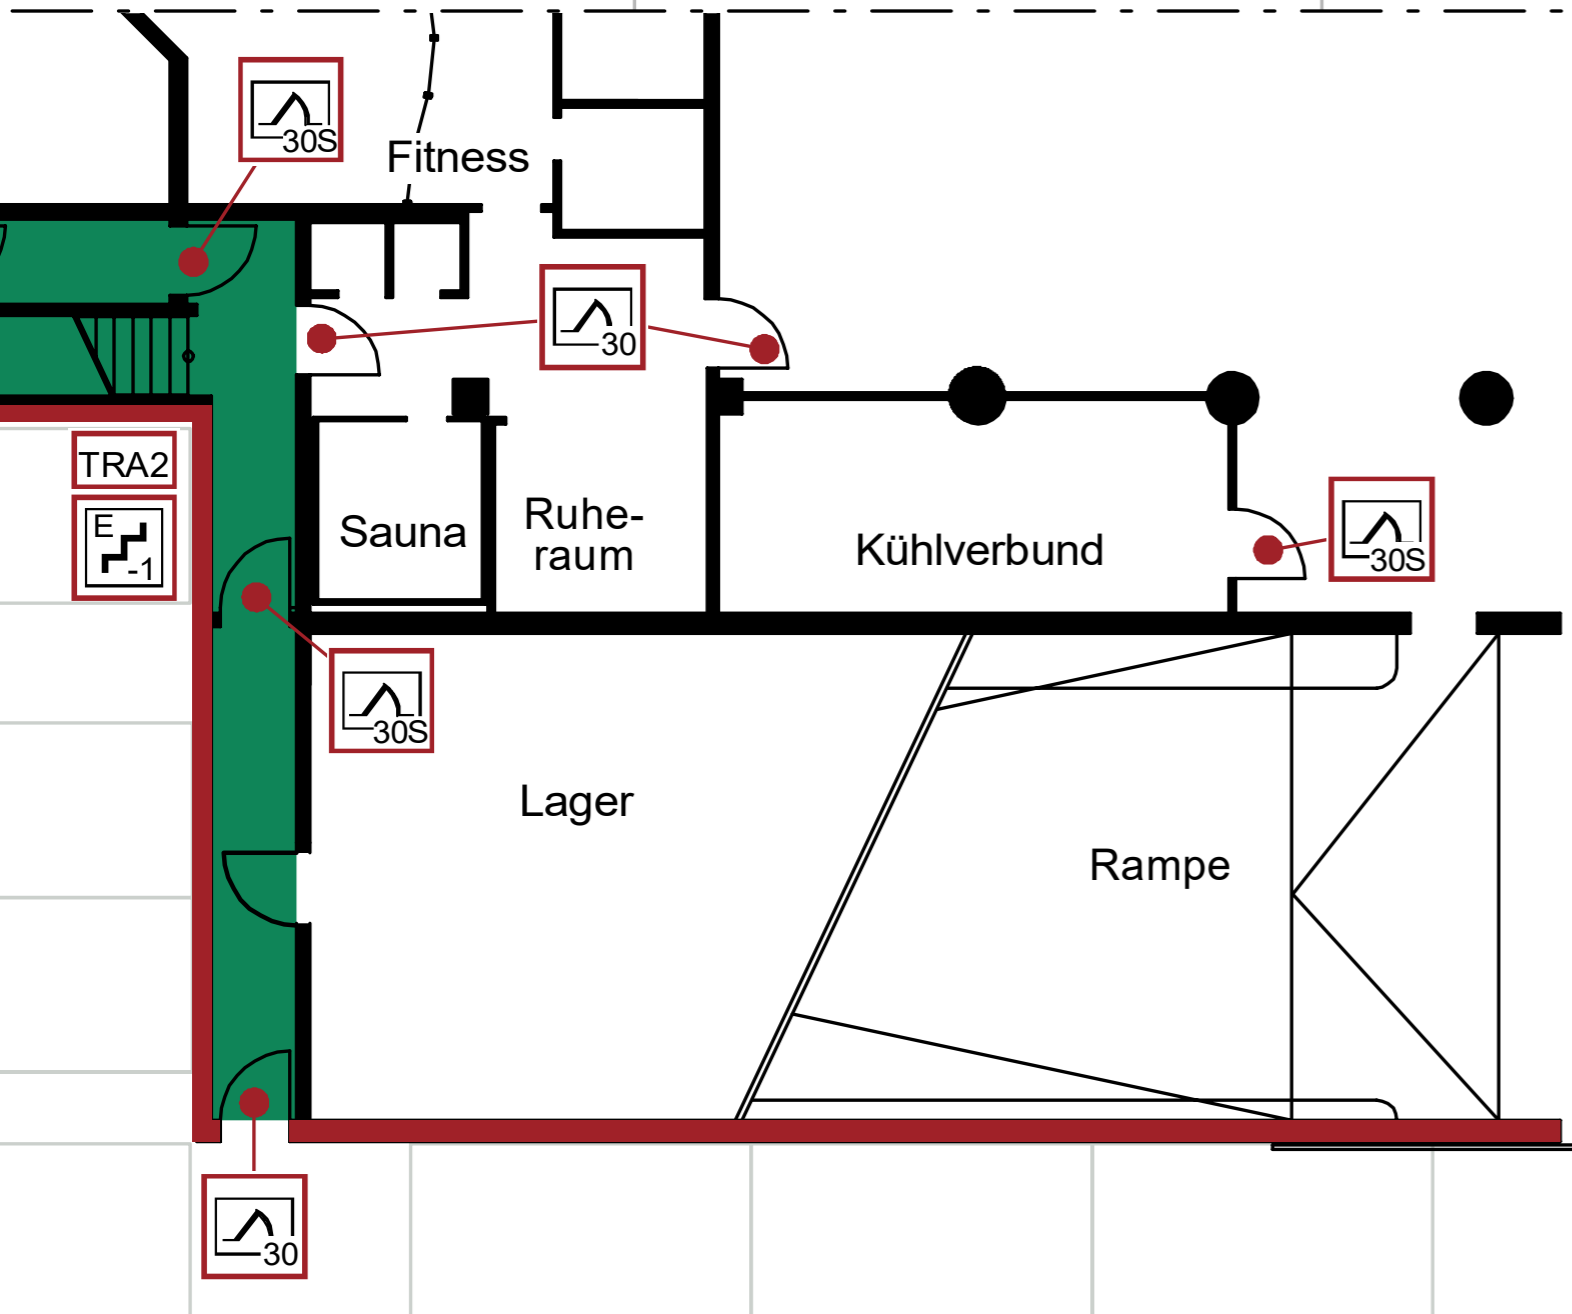 30S
Fitness
30
TRA2
E
-1
Sauna
Ruhe-
raum
Kühlverbund
30S
30S
Lager
Rampe
30